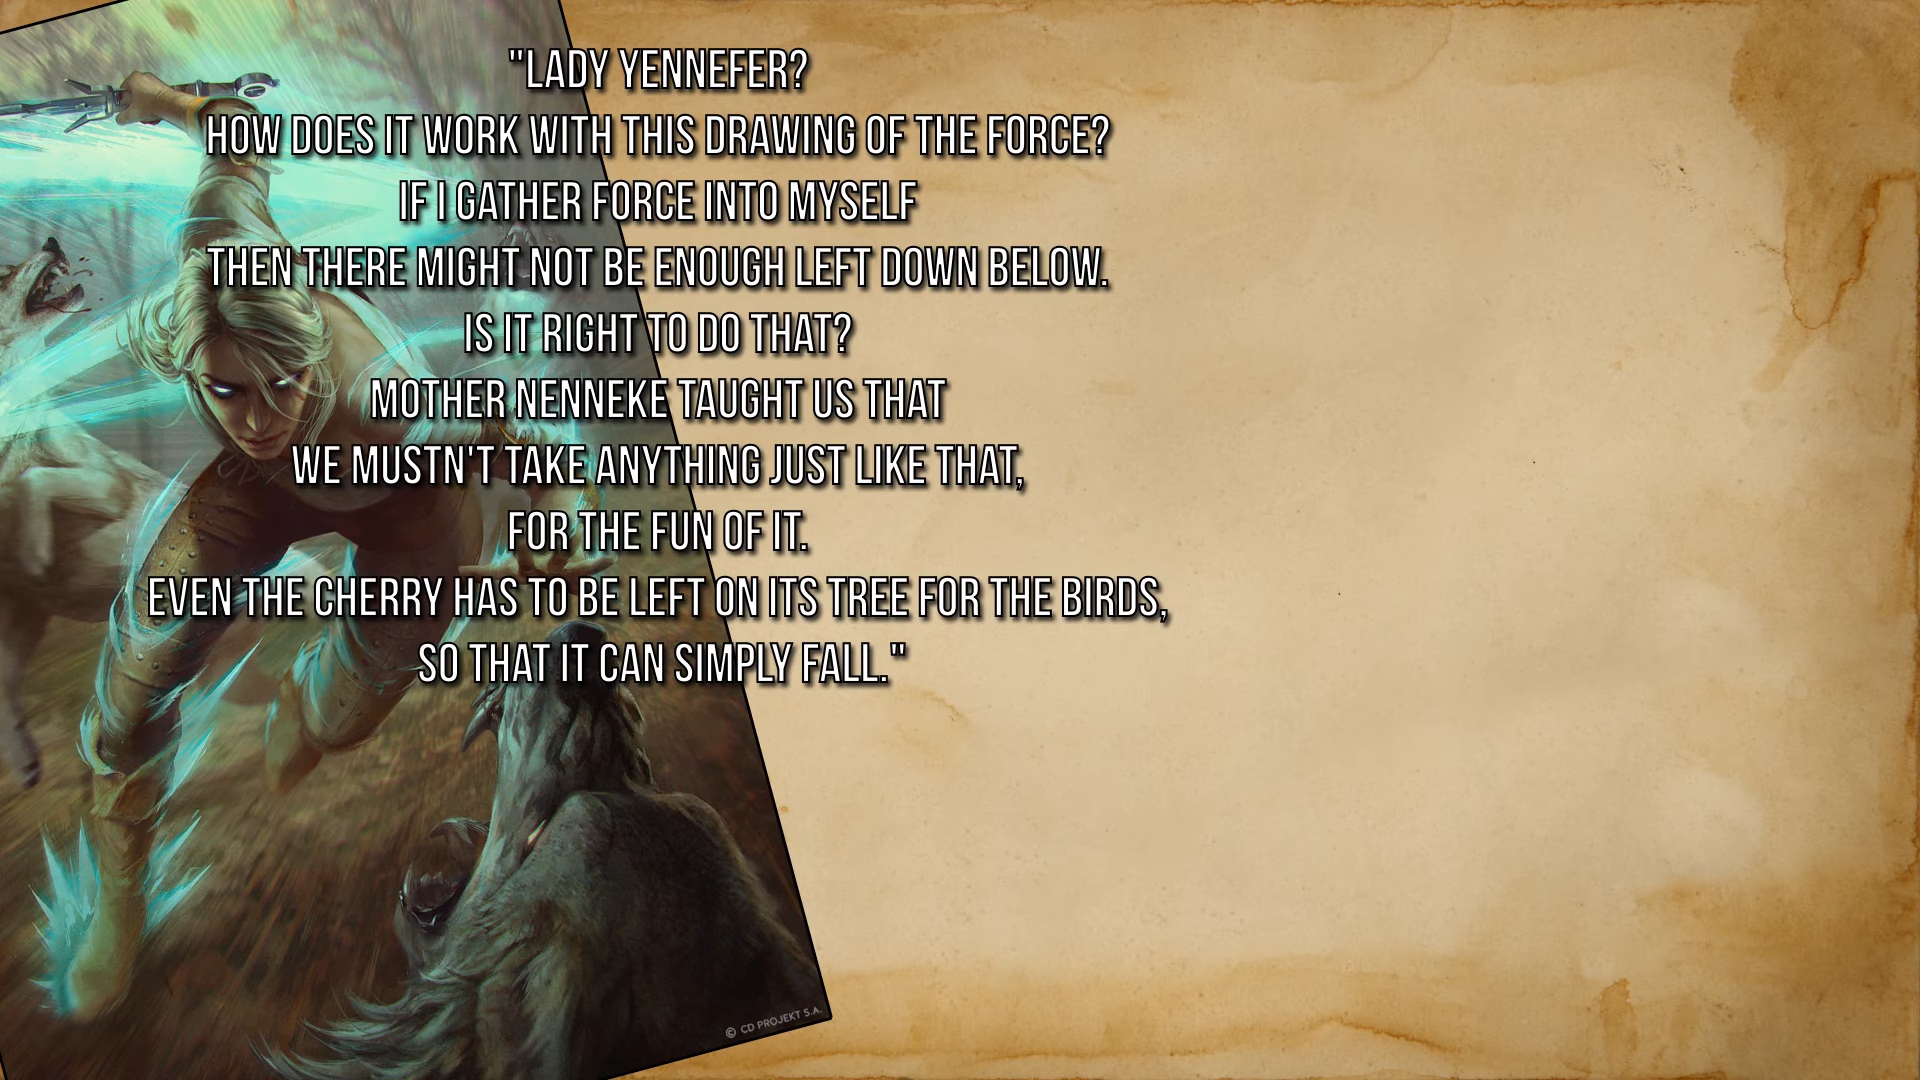 "LADY YENNEFER?
HOW DOES IT WORK WITH THIS DRAWING OF THE FORCE?
IF I GATHER FORCE INTO MYSELF
THEN THERE MIGHT NOT BE ENOUGH LEFT DOWN BELOW.
IS IT RIGHT TO DO THAT?
MOTHER NENNEKE TAUGHT US THAT
WE MUSTN'T TAKE ANYTHING JUST LIKE THAT,
FOR THE FUN OF IT.
EVEN THE CHERRY HAS TO BE LEFT ON ITS TREE FOR THE BIRDS,
SO THAT IT CAN SIMPLY FALL."
© CD PROJEKT S.A.